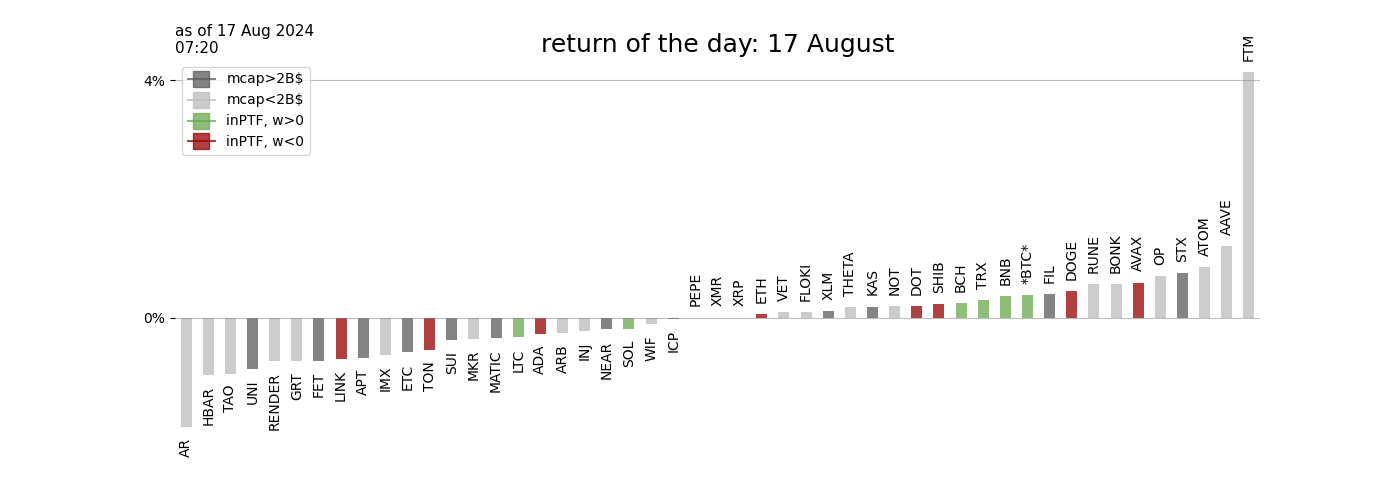 as of 17 Aug 2024
07:20
return of the day: 17 August
mcap>2B$
mcap<2B$
inPTF, w>0
inPTF, w<0
4%
0%
AR
HBAR
TAO
UNI
RENDER
GRT
FET
LINK
APT
IMX
ETC
TON
SUI
MKR
MATIC
LTC
ADA
ARB
INJ
NEAR
SOL
WIF
ICP
PEPE
XMR
XRP
ETH
VET
FLOKI
XLM
THETA
KAS
NOT
DOT
SHIB
BCH
TRX
BNB
*BTC*
FIL
DOGE
RUNE
BONK
AVAX
OP
STX
ATOM
AAVE
FTM